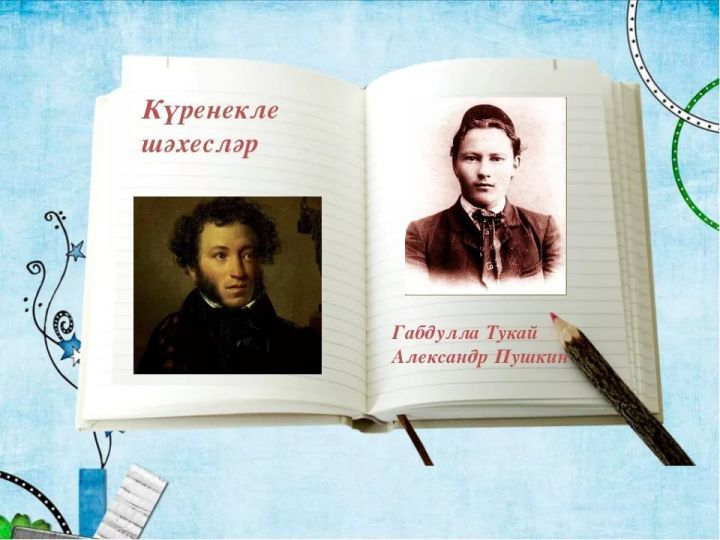 Күренекле
шәхесләр
Габдулла Тукай
Александр Пушкин